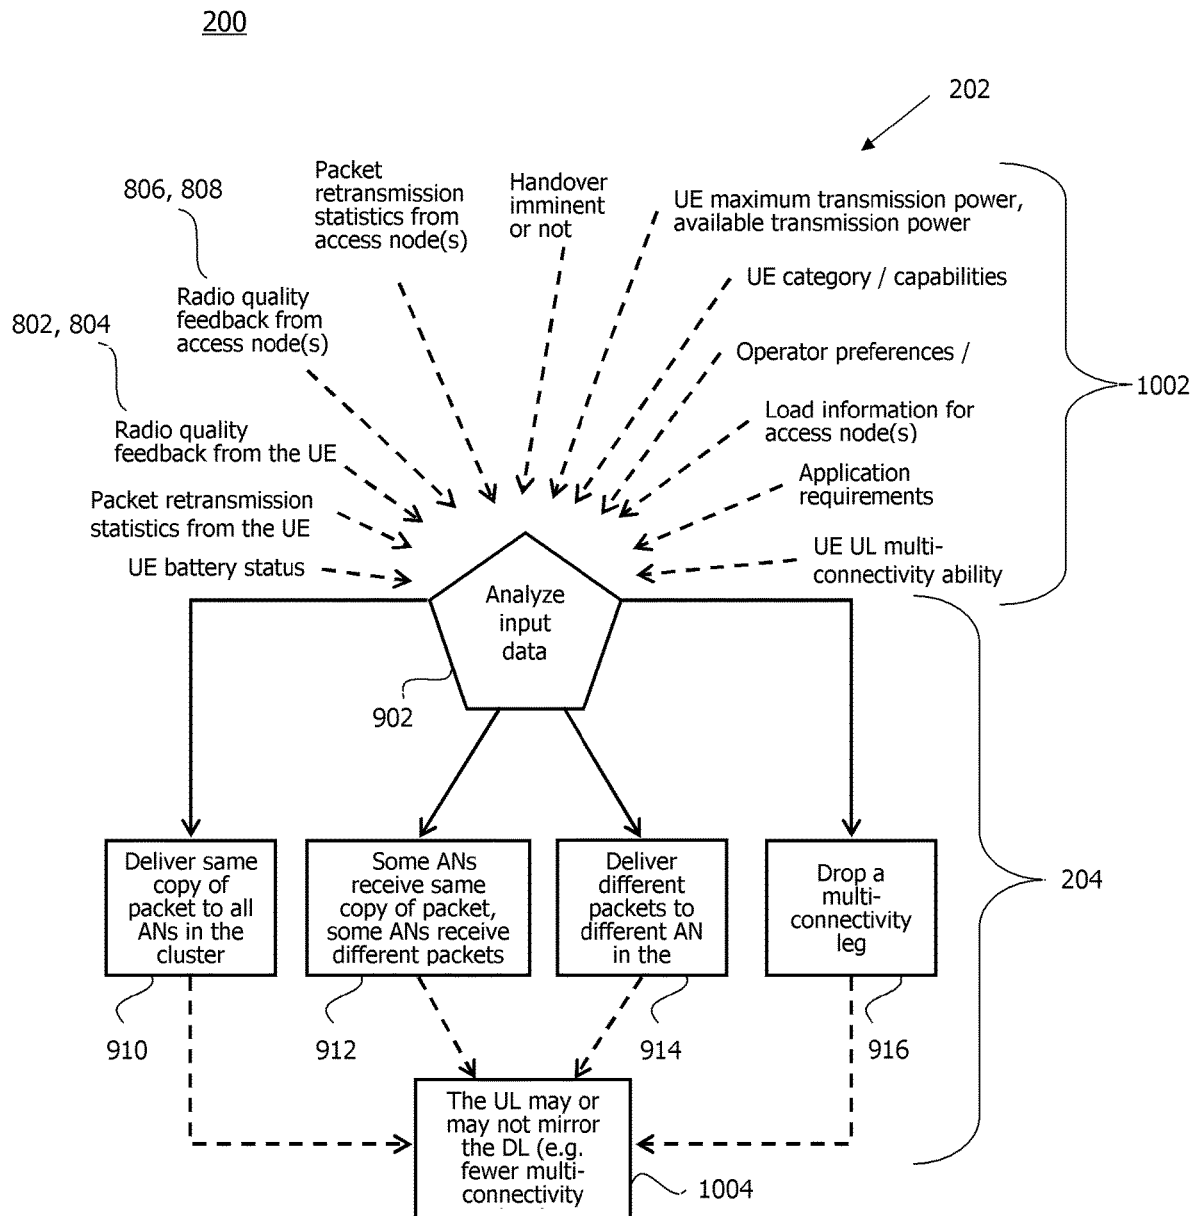 200
202
806, 808
Packet
retransmission
statistics from
access node(s)
Handover
imminent
or not
UE maximum transmission power,
available transmission power
802, 804
Radio quality
feedback from
access node(s)
UE category / capabilities
Operator preferences /
1002
Radio quality
feedback from the UE
Load information for
access node(s)
Packet retransmission
statistics from the UE
Application
requirements
UE battery status
UE UL multi-
connectivity ability
Analyze
input
data
902
Deliver same
copy of
packet to all
ANs in the
cluster
Some ANs
receive same
copy of packet,
some ANs receive
different packets
Deliver
different
packets to
different AN
in the
Drop a
multi-
connectivity
leg
204
910
912
914
916
The UL may or
may not mirror
the DL (e.g.
fewer multi-
connectivity
1004